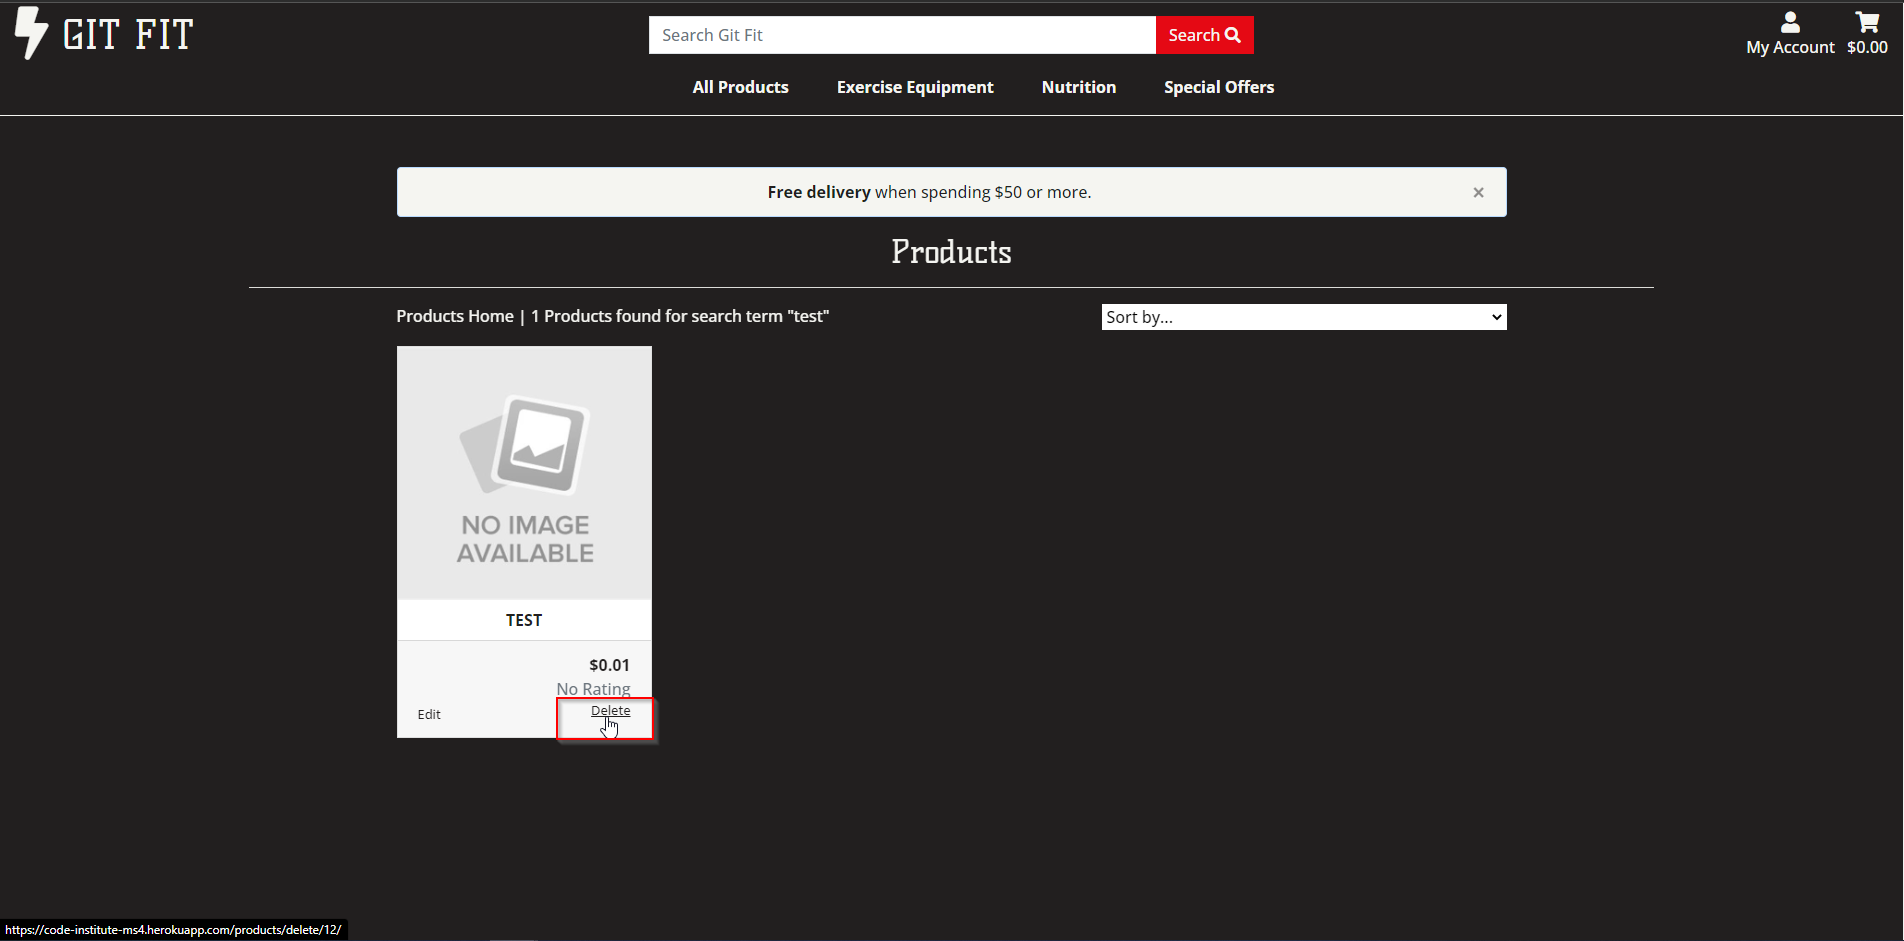 GIT FIT
Search Git Fit
Search
My Account
$0.00
All Products
Exercise Equipment
Nutrition
Special Offers
Free delivery when spending $50 or more.
×
Products
Products Home | 1 Products found for search term "test"
Sort by...
NO IMAGE
AVAILABLE
TEST
$0.01
No Rating
Edit
Delete
https://code-institute-ms4.herokuapp.com/products/delete/12/